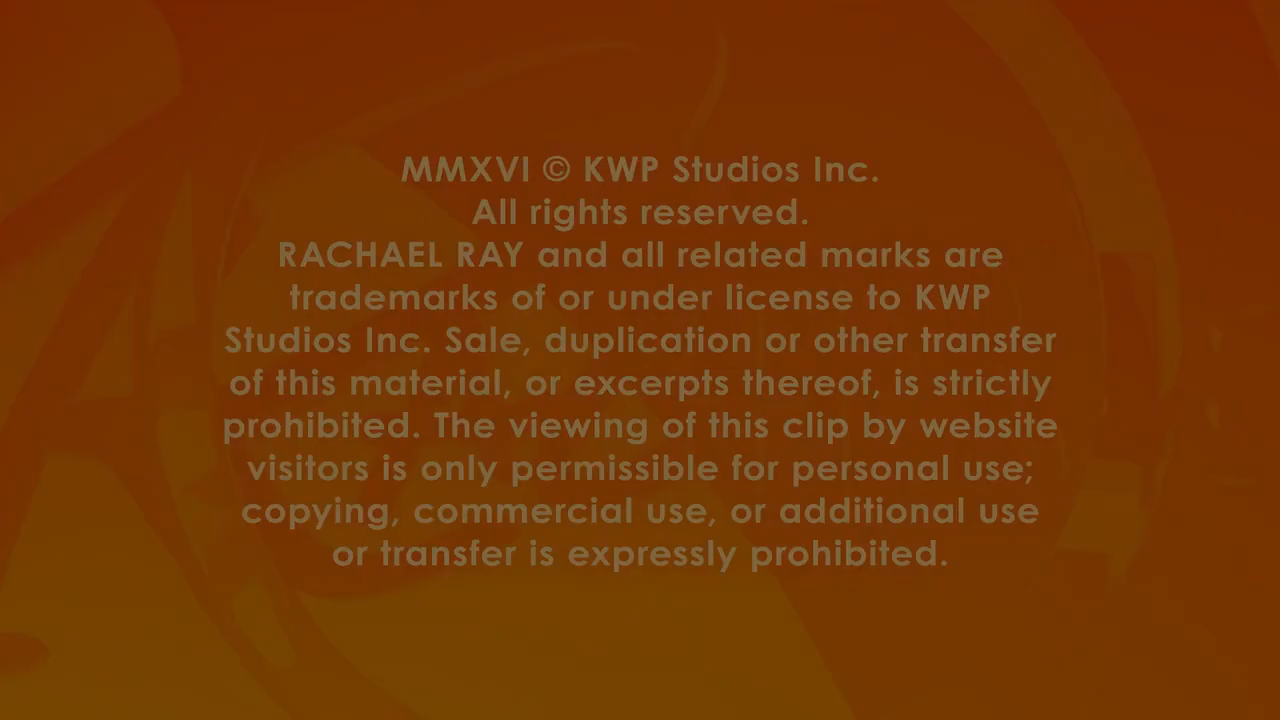 MMXVI © KWP Studios Inc.
All rights reserved.
RACHAEL RAY and all related marks are
trademarks of or under license to KWP
Studios Inc. Sale, duplication or other transfer
of this material, or excerpts thereof, is strictly
prohibited. The viewing of this clip by website
visitors is only permissible for personal use;
copying, commercial use, or additional use
or transfer is expressly prohibited.